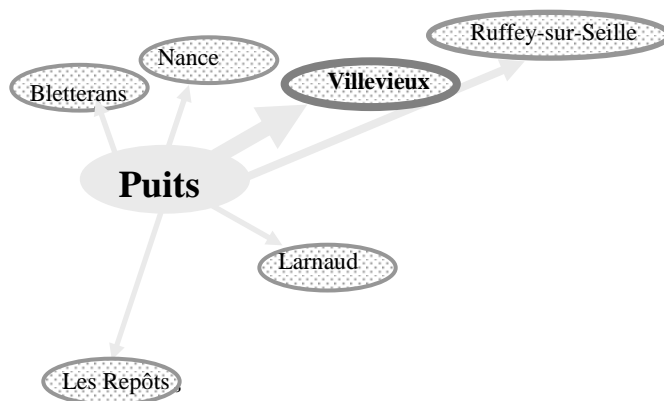 Ruffey-sur-Seille
Nance
Villevieux
Bletterans
Puits
Larnaud
Les Repôts